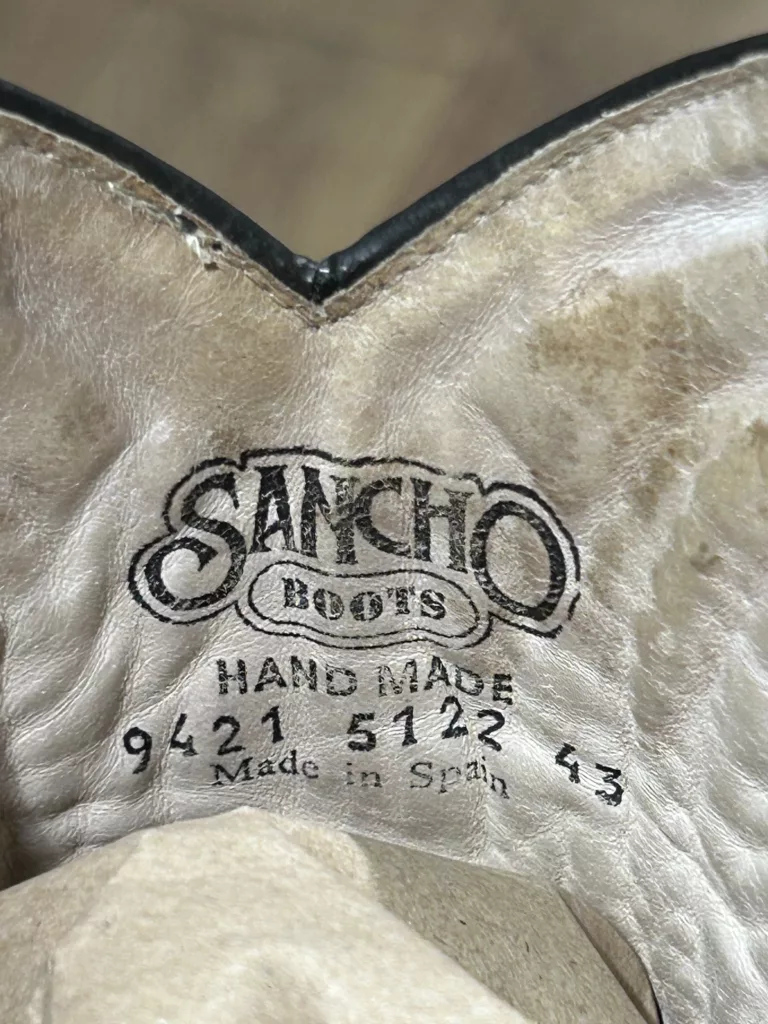 SANCHO
BOOTS
HAND MADE
9421 5122 43
Made in Spain